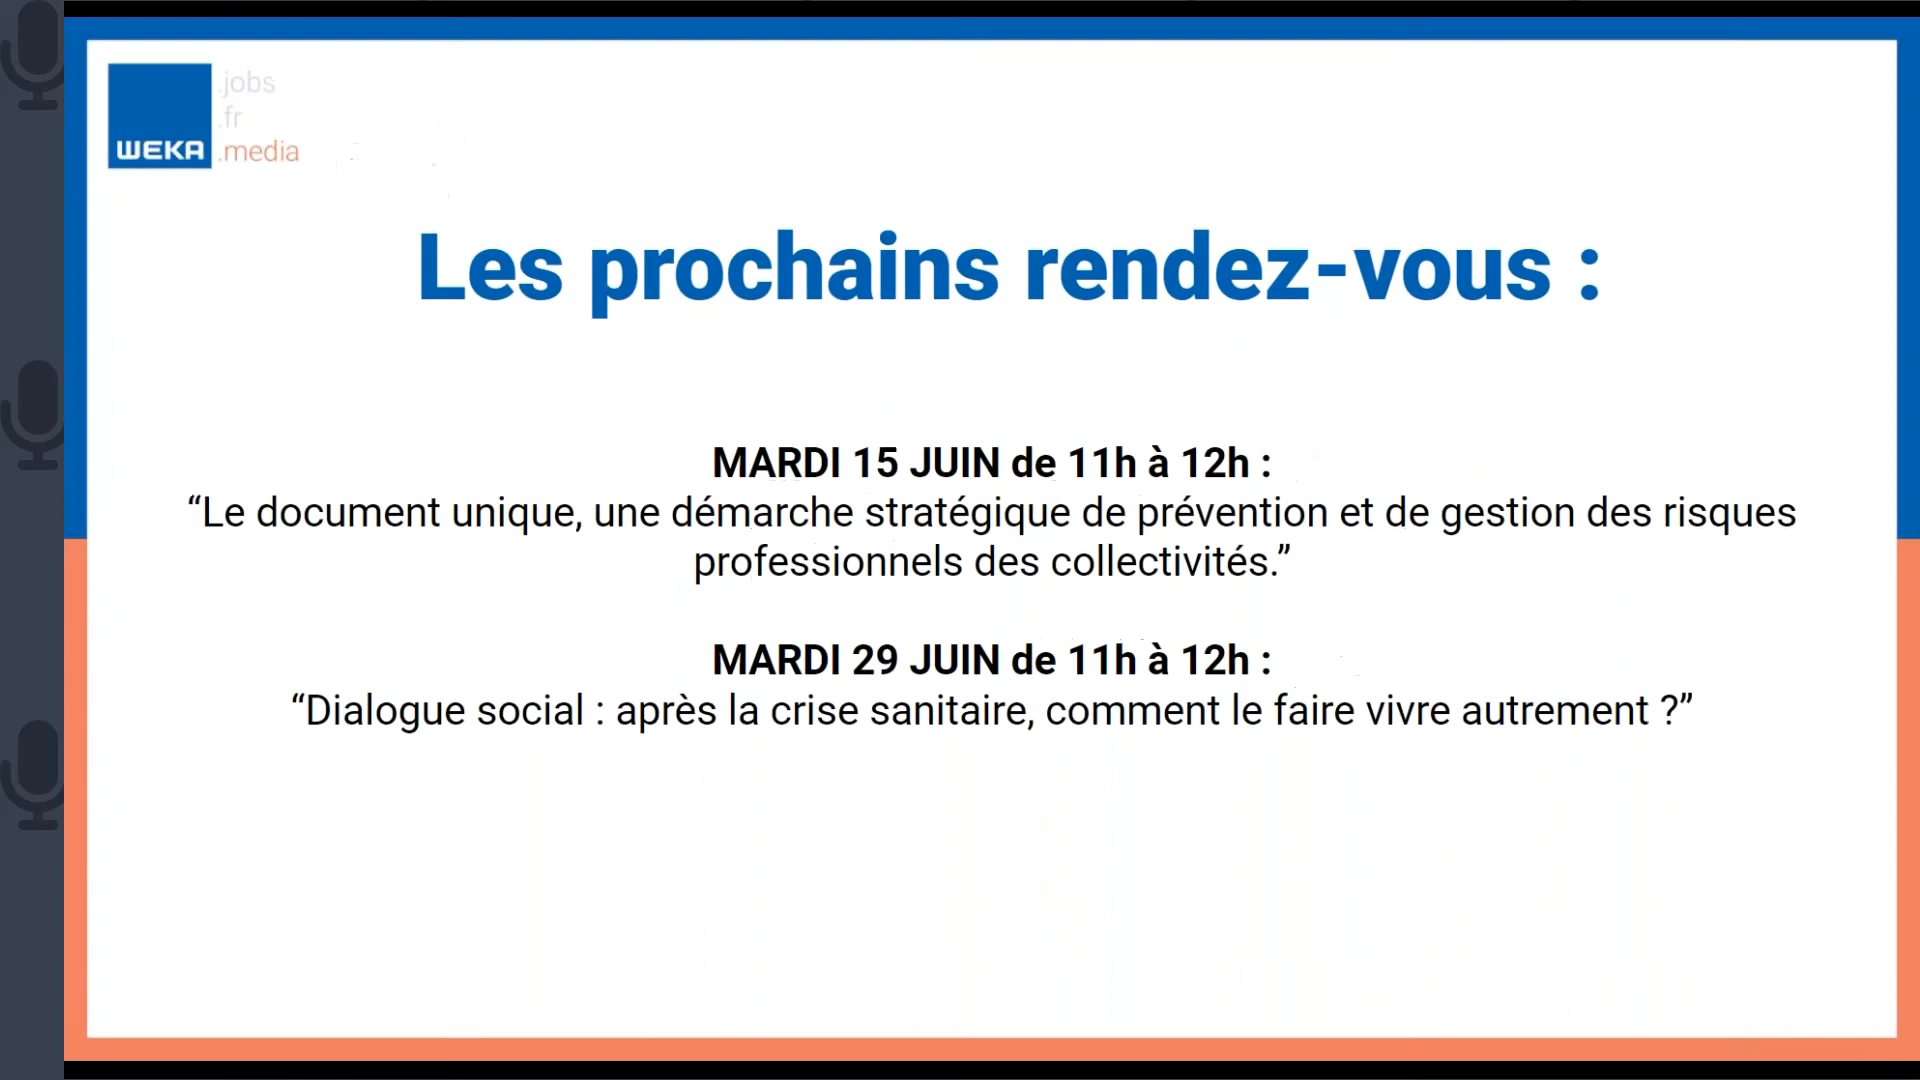 .jobs
.fr
WEKA .media
Les prochains rendez-vous :
MARDI 15 JUIN de 11h à 12h :
“Le document unique, une démarche stratégique de prévention et de gestion des risques
professionnels des collectivités.”
MARDI 29 JUIN de 11h à 12h :
“Dialogue social : après la crise sanitaire, comment le faire vivre autrement ?”